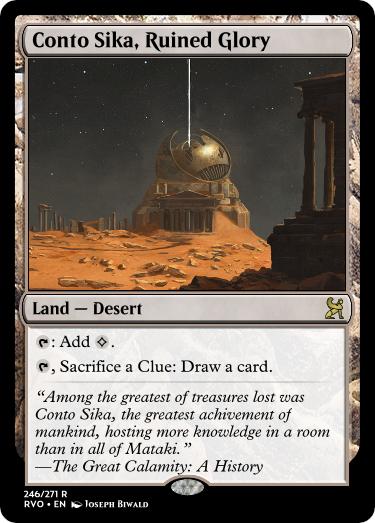 Conto Sika, Ruined Glory
Land — Desert
: Add .
, Sacrifice a Clue: Draw a card.
“Among the greatest of treasures lost was
Conto Sika, the greatest achivement of
mankind, hosting more knowledge in a room
than in all of Mataki.”
—The Great Calamity: A History
246/271 R
RVO • EN Joseph Biwald